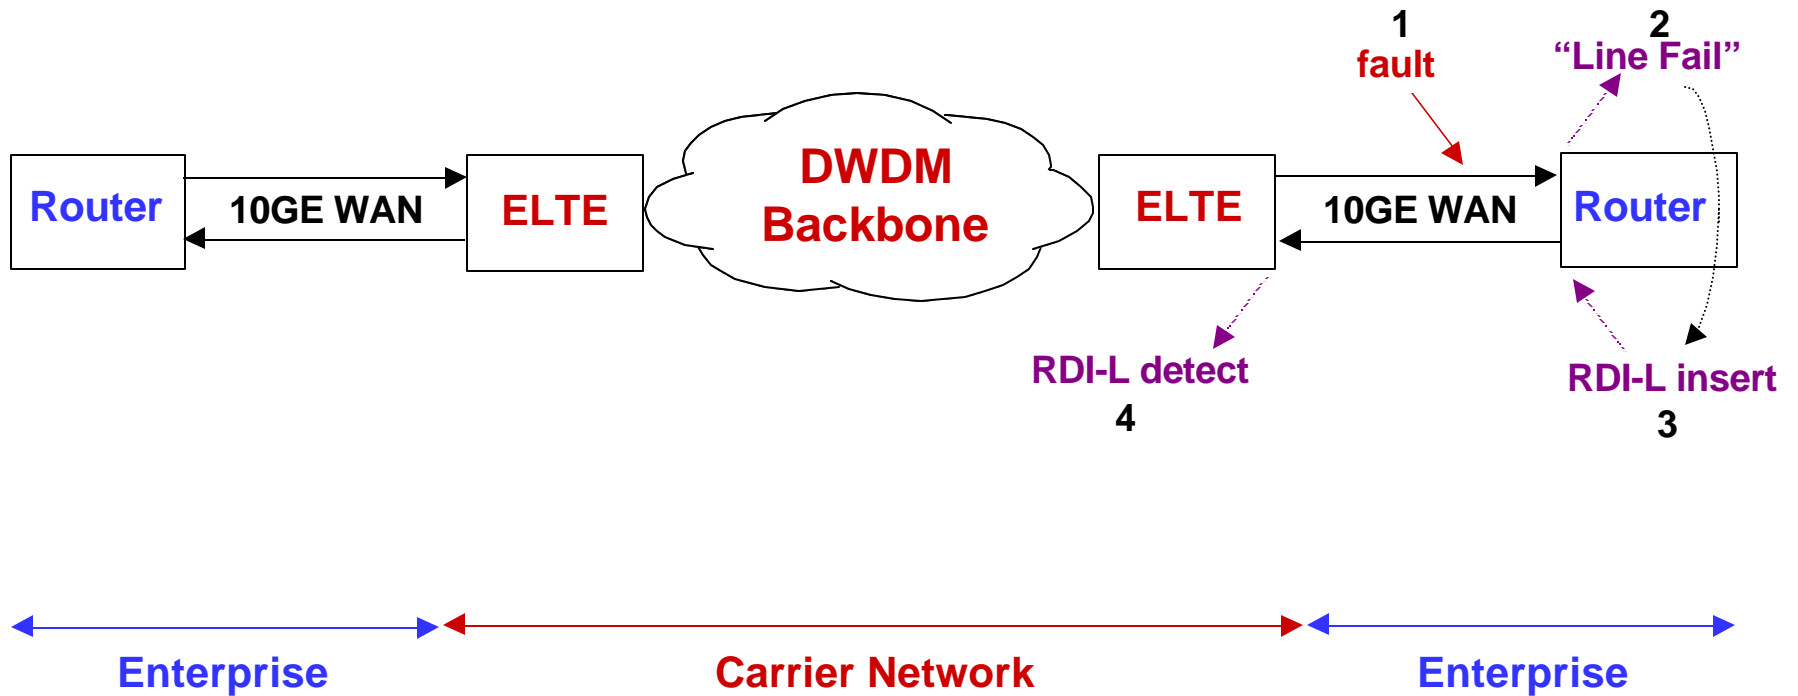 1
fault
2
“Line Fail”
Router
10GE WAN
ELTE
DWDM
Backbone
ELTE
10GE WAN
Router
RDI-L detect
4
RDI-L insert
3
Enterprise
Carrier Network
Enterprise